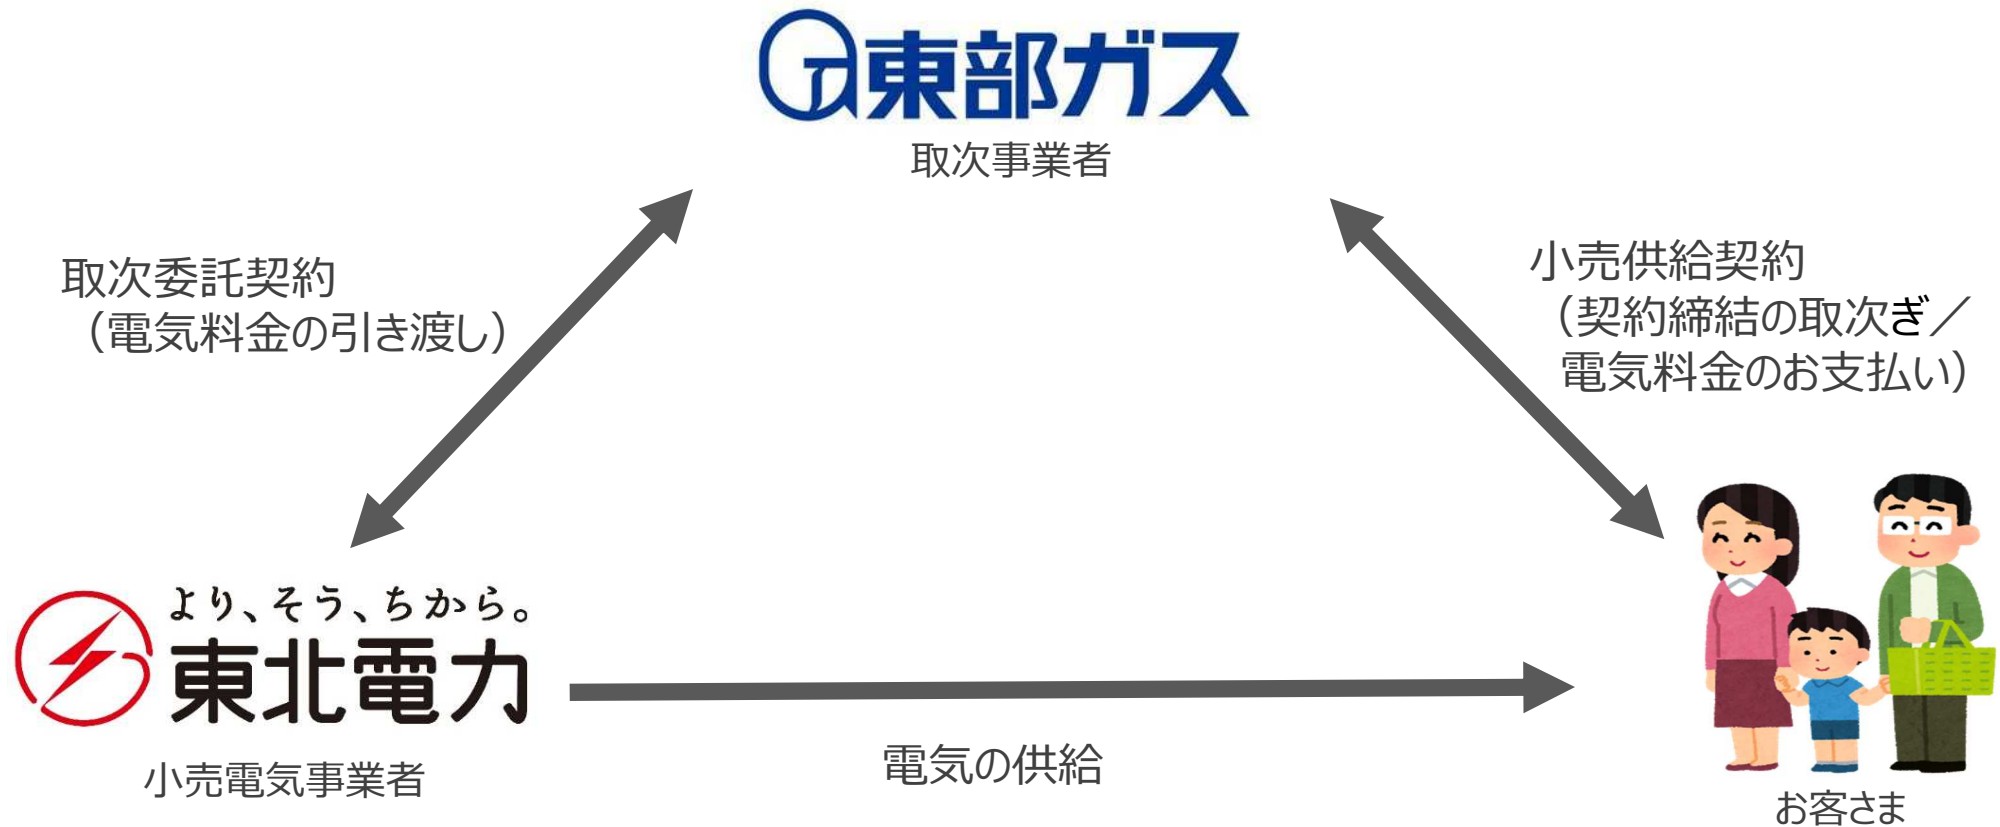 東部ガス
取次事業者
取次委託契約
（電気料金の引き渡し）
小売供給契約
（契約締結の取次ぎ／
電気料金のお支払い）
より、そう、ちから。
東北電力
小売電気事業者
電気の供給
お客さま